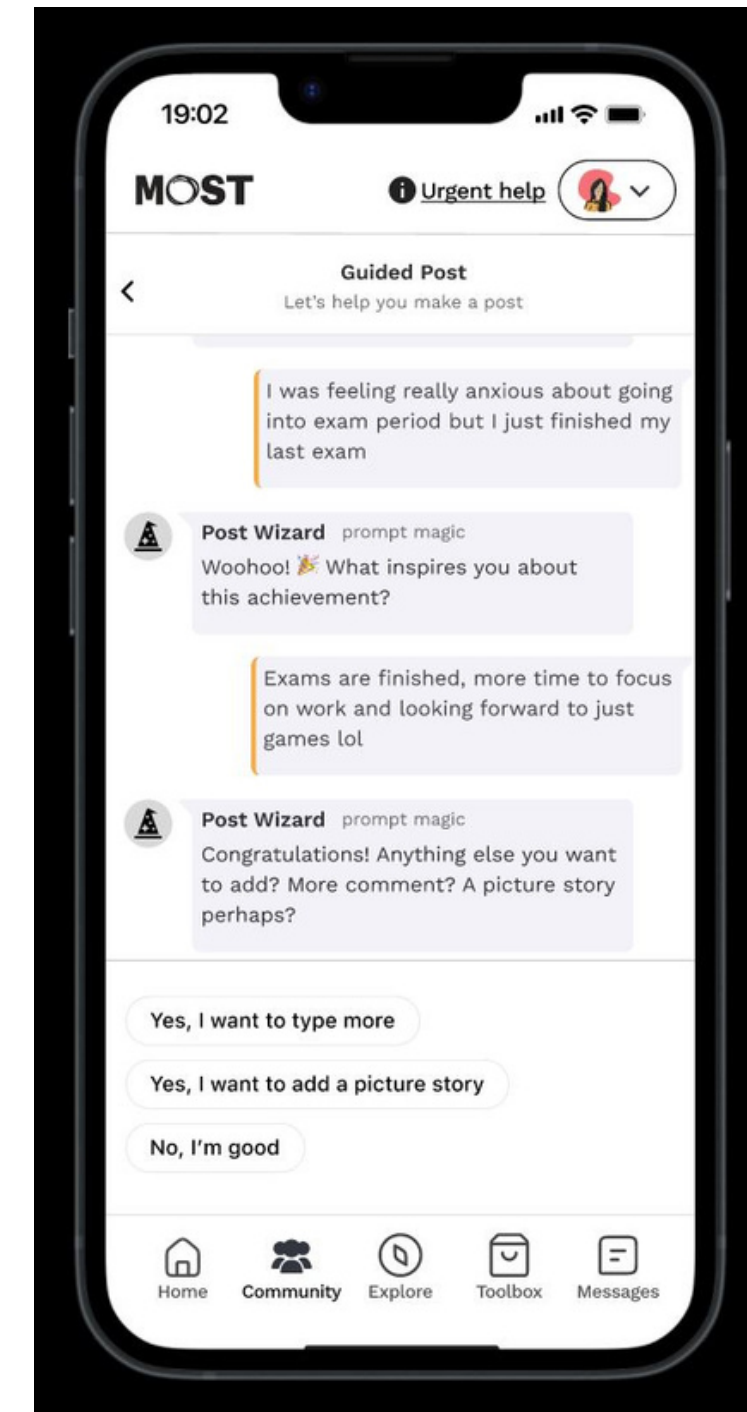 19:02
MOST
Urgent help
Guided Post
Let's help you make a post
I was feeling really anxious about going
into exam period but I just finished my
last exam
Post Wizard prompt magic
Woohoo! 🎉 What inspires you about
this achievement?
Exams are finished, more time to focus
on work and looking forward to just
games lol
Post Wizard prompt magic
Congratulations! Anything else you want
to add? More comment? A picture story
perhaps?
Yes, I want to type more
Yes, I want to add a picture story
No, I'm good
Home Community Explore Toolbox Messages